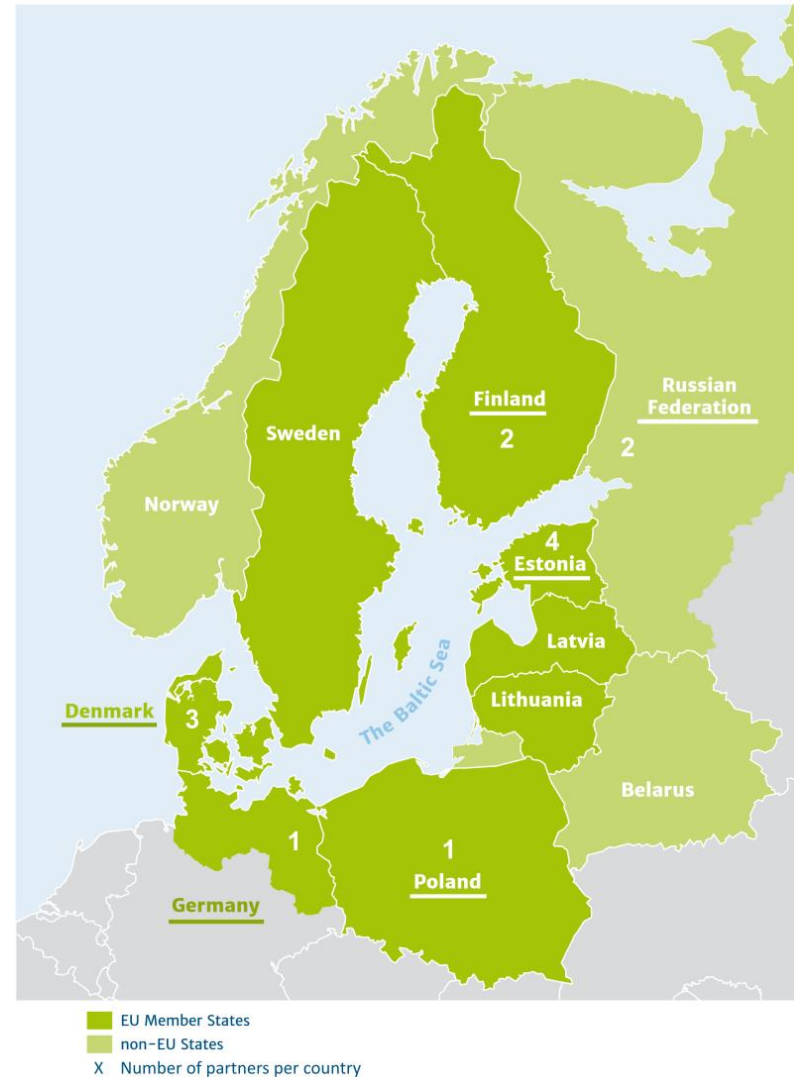 Finland
2
Russian
Federation
2
Sweden
Norway
4
Estonia
Latvia
The Baltic Sea
Lithuania
Denmark
3
Belarus
1
1
Poland
Germany
EU Member States
non-EU States
X Number of partners per country